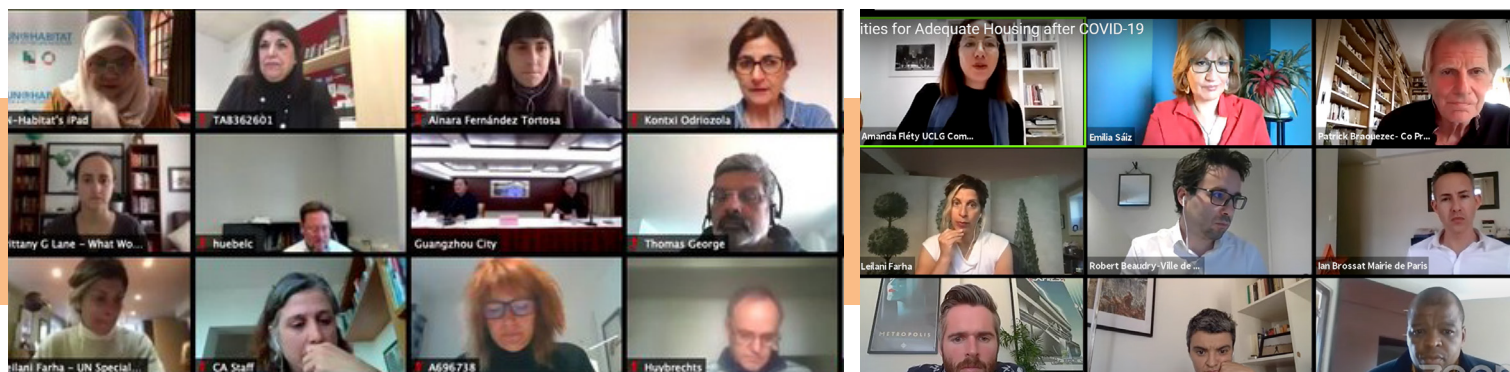 UN HABITAT
N-Habitat's iPad
TAB362601
Ainara Fernández Tortosa
Kontxi Odriozola
ittany G Lane – What Wo...
huebelc
Guangzhou City
Thomas George
eilani Farha – UN Special...
CA Staff
A696738
Huybrechts
ities for Adequate Housing after COVID-19
Amanda Fléty UCLG Com...
Emilia Sáiz
Patrick Braouezec- Co Pr...
Leilani Farha
Robert Beaudry-Ville de ...
Ian Brossat Mairie de Paris
METROPOLIS